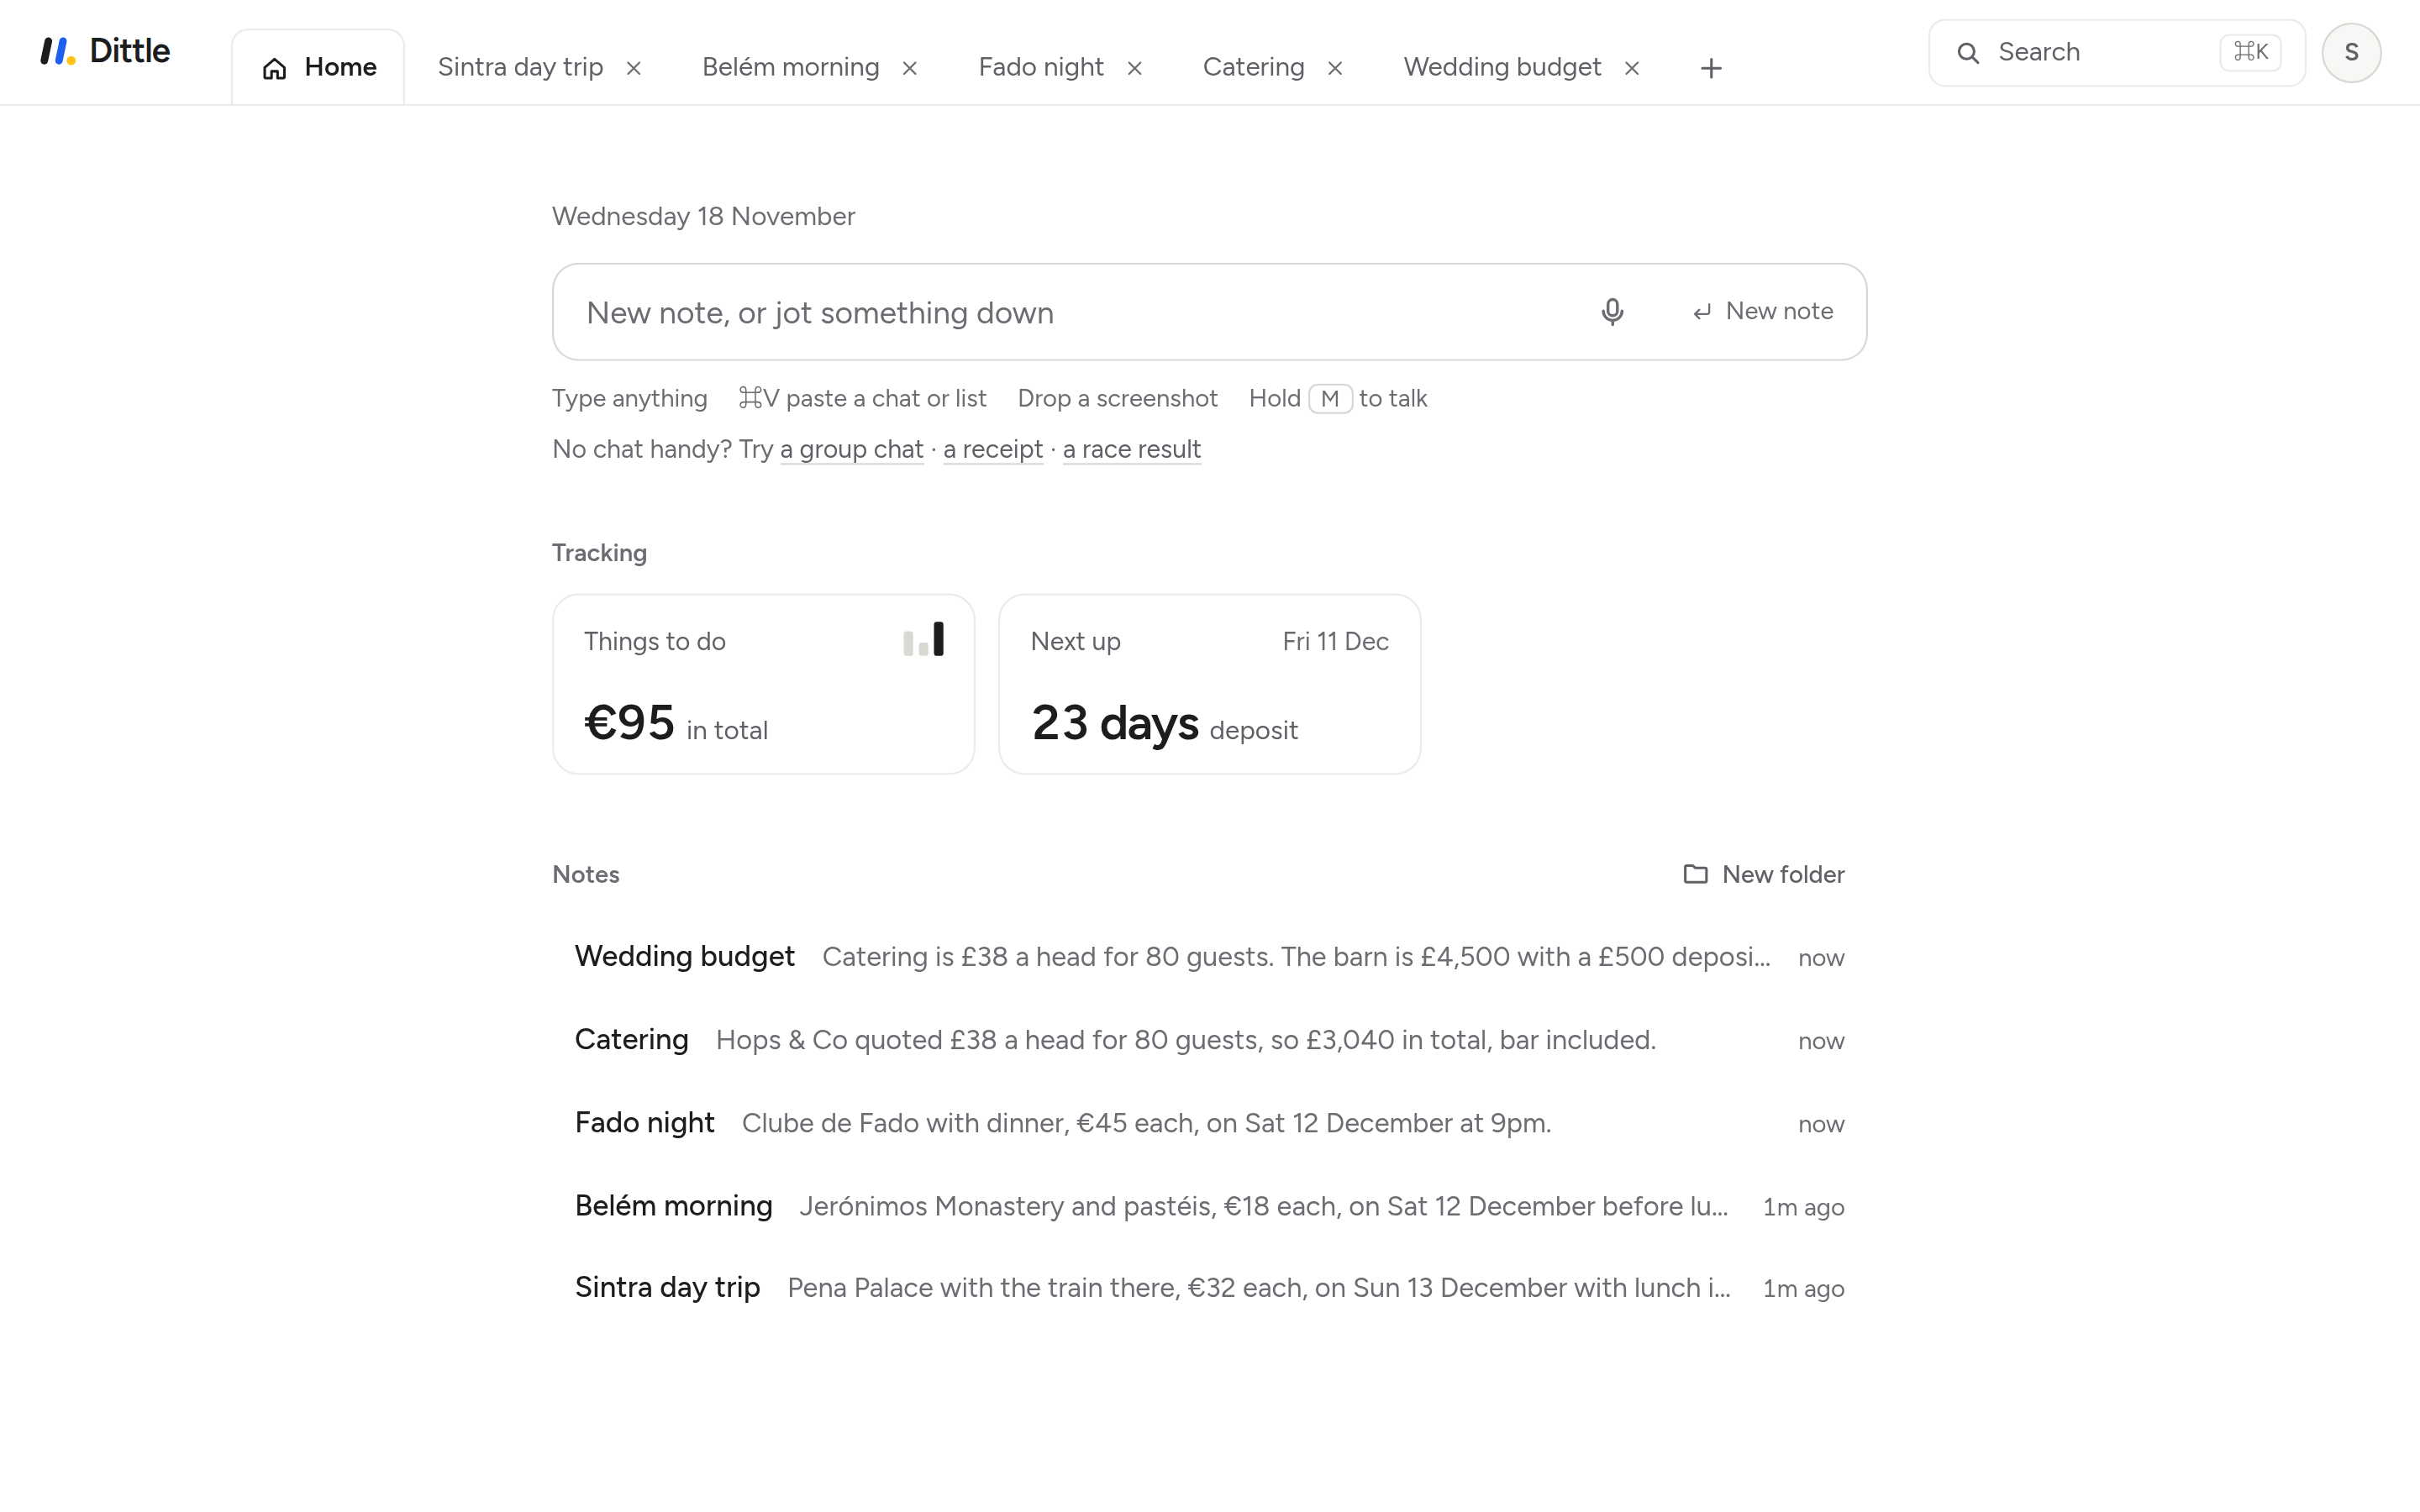 Dittle
Home
Sintra day trip
Belém morning
Fado night
Catering
Wedding budget
Search ⌘K
S
Wednesday 18 November
New note, or jot something down
New note
Type anything ⌘V paste a chat or list Drop a screenshot Hold M to talk
No chat handy? Try a group chat · a receipt · a race result
Tracking
Things to do
€95 in total
Next up Fri 11 Dec
23 days deposit
Notes New folder
Wedding budget Catering is £38 a head for 80 guests. The barn is £4,500 with a £500 deposi... now
Catering Hops & Co quoted £38 a head for 80 guests, so £3,040 in total, bar included. now
Fado night Clube de Fado with dinner, €45 each, on Sat 12 December at 9pm. now
Belém morning Jerónimos Monastery and pastéis, €18 each, on Sat 12 December before lu... 1m ago
Sintra day trip Pena Palace with the train there, €32 each, on Sun 13 December with lunch i... 1m ago